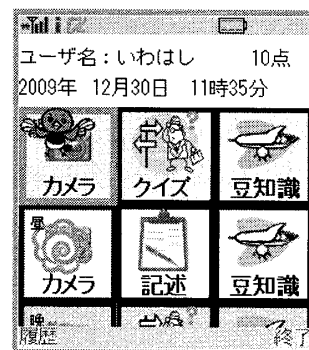 ユーザ名：いわはし 10点
2009年 12月30日 11時35分
カメラ クイズ 豆知識
昼
カメラ 記述 豆知識
晩
履歴 終了